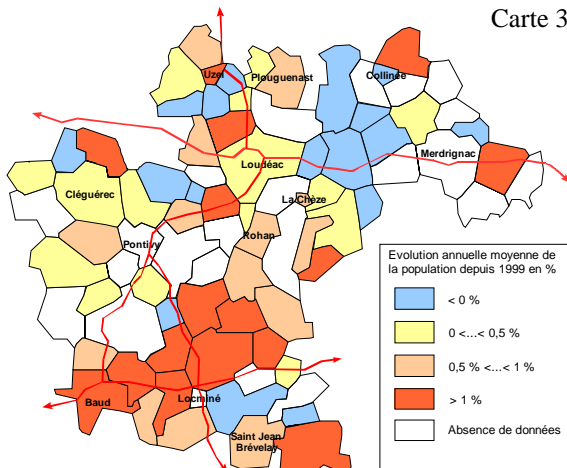 Carte 3
Uzel
Plouguenast
Collinée
Loudéac
Merdrignac
Cléguérec
La Chèze
Pontivy
Rohan
Baud
Locminé
Saint Jean
Brévelay
Evolution annuelle moyenne de
la population depuis 1999 en %
< 0 %
0 <...< 0,5 %
0,5 % <...< 1 %
> 1 %
Absence de données